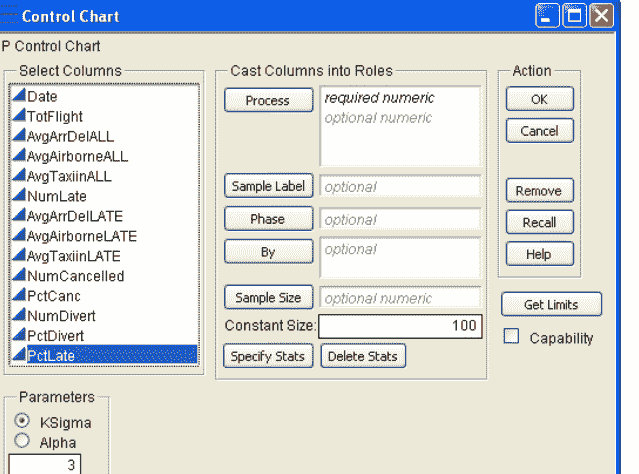 Control Chart
P Control Chart
Select Columns
Date
TotFlight
AvgArrDelALL
AvgAirborneALL
AvgTaxiinALL
NumLate
AvgArrDelLATE
AvgAirborneLATE
AvgTaxiinLATE
NumCancelled
PctCanc
NumDivert
PctDivert
PctLate
Cast Columns into Roles
Process
required numeric
optional numeric
Sample Label
optional
Phase
optional
By
optional
Sample Size
optional numeric
Constant Size:
100
Specify Stats
Delete Stats
Action
OK
Cancel
Remove
Recall
Help
Get Limits
Capability
Parameters
KSigma
Alpha
3